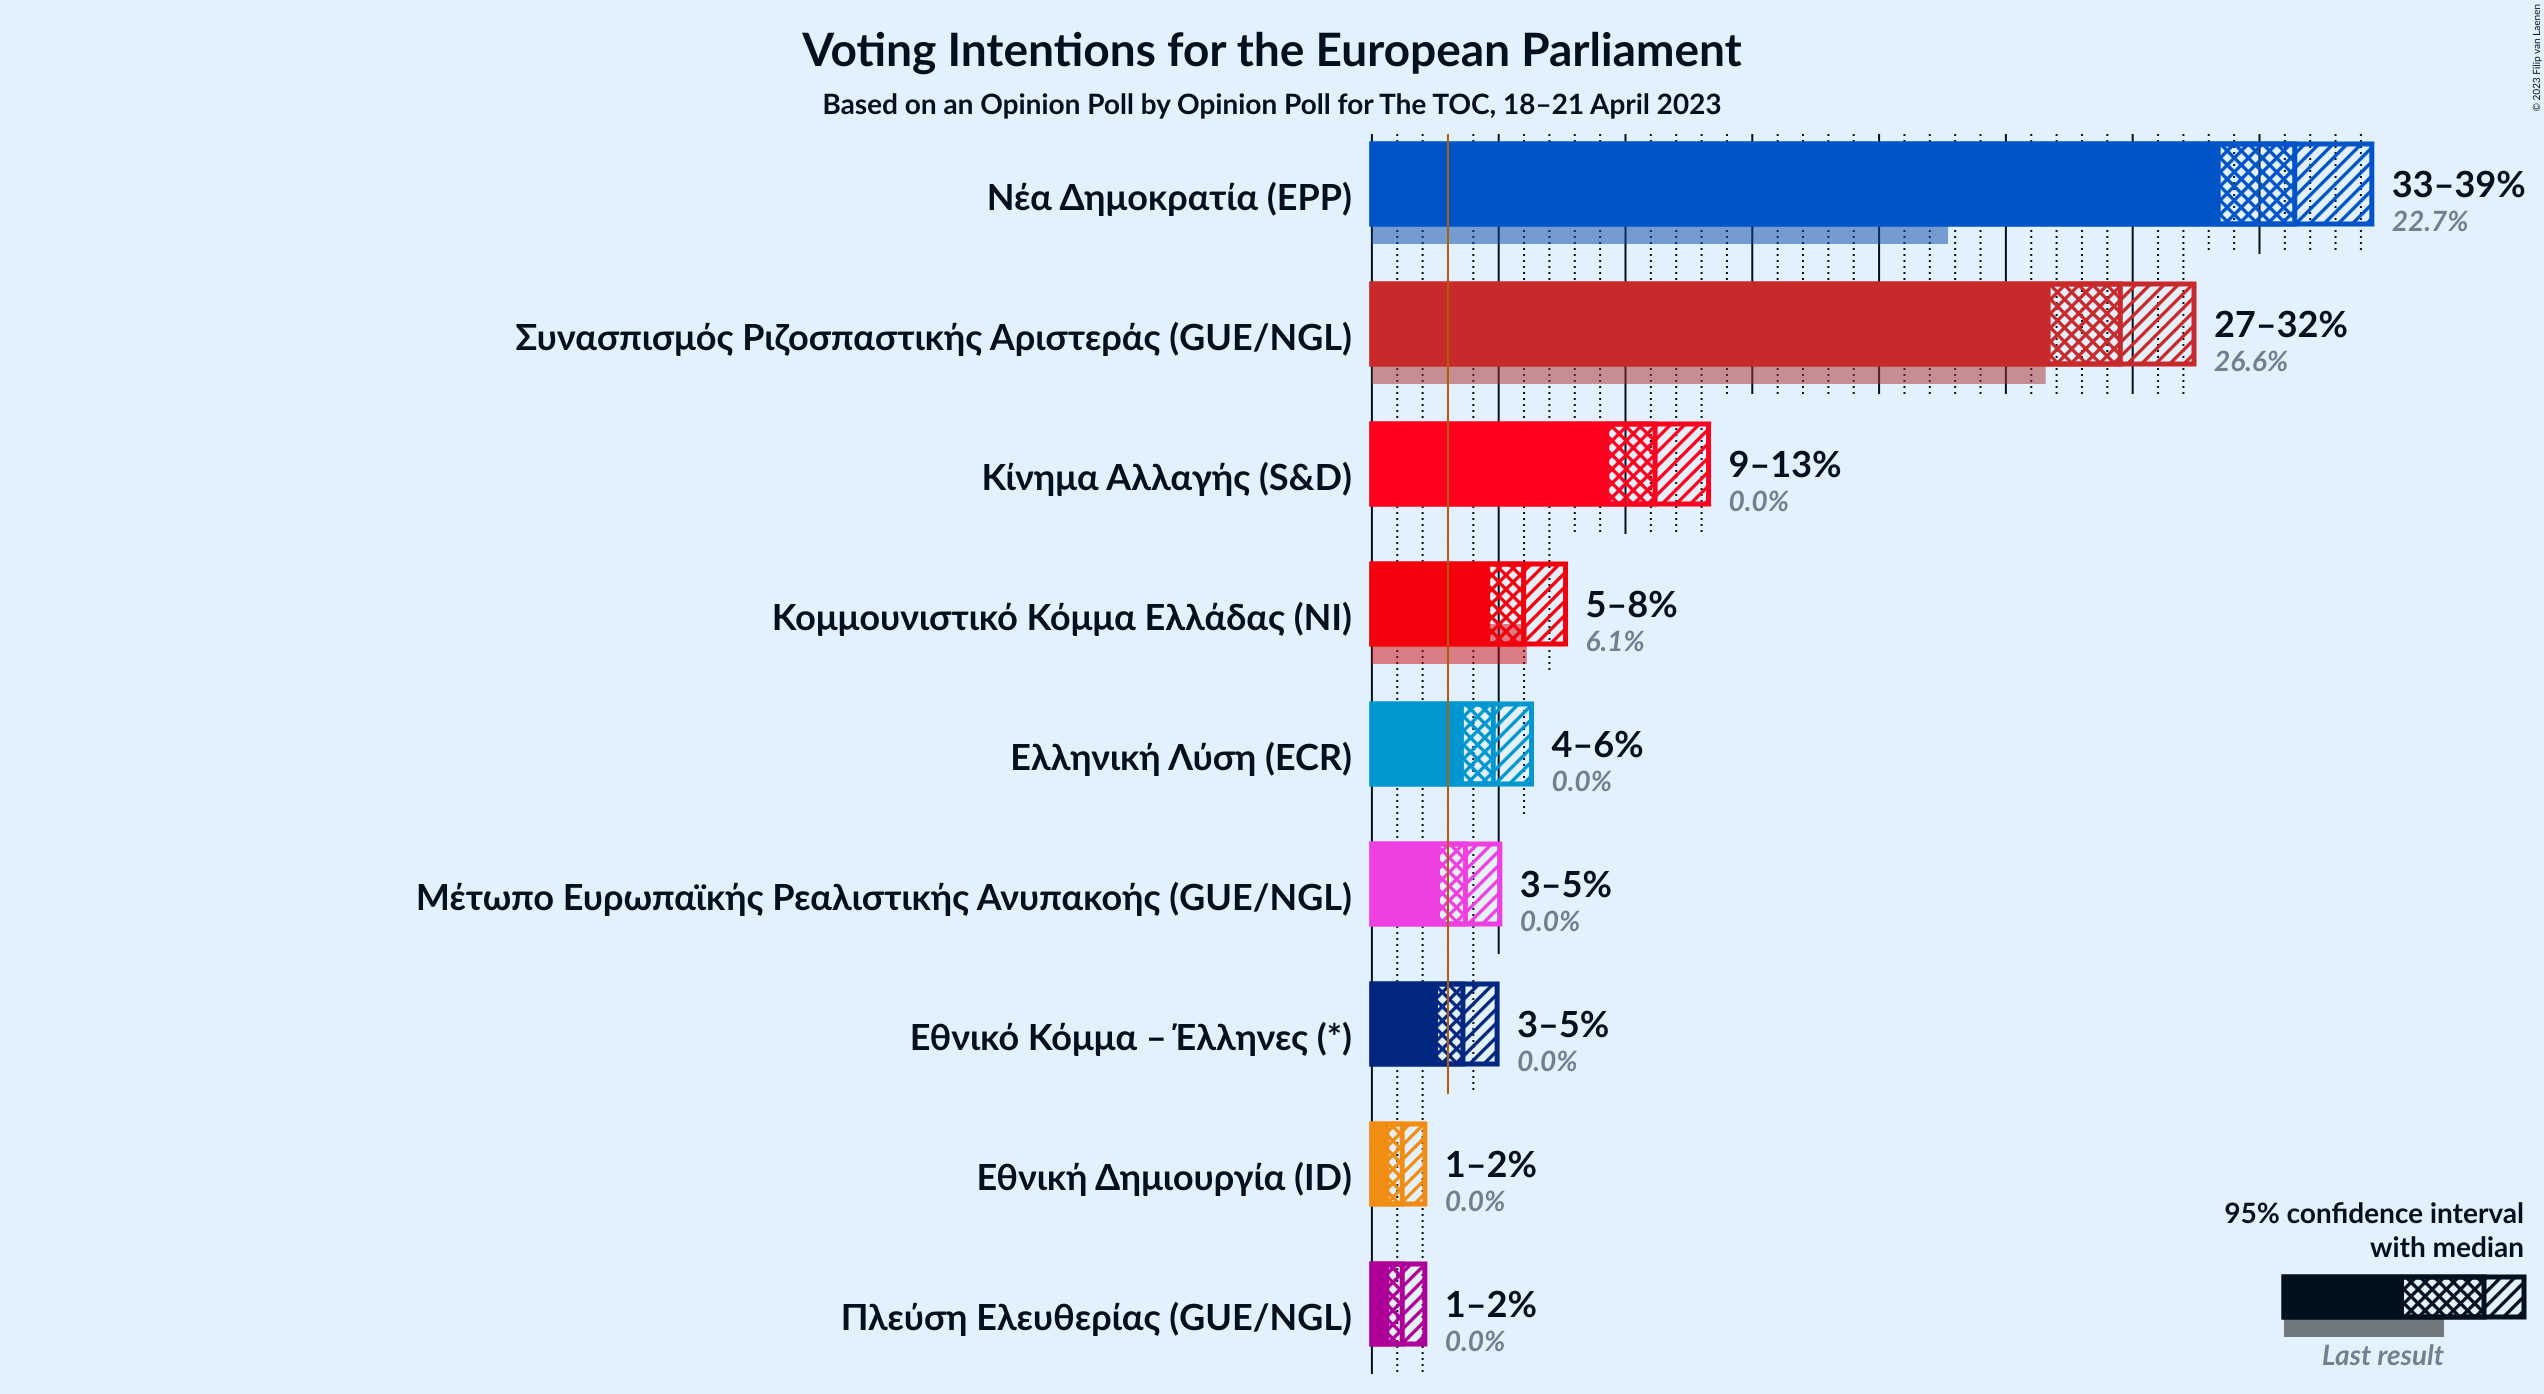 Voting Intentions for the European Parliament
Based on an Opinion Poll by Opinion Poll for The TOC, 18–21 April 2023
© 2023 Filip van Laenen
Νέα Δημοκρατία (EPP)
33–39%
22.7%
Συνασπισμός Ριζοσπαστικής Αριστεράς (GUE/NGL)
27–32%
26.6%
Κίνημα Αλλαγής (S&D)
9–13%
0.0%
Κομμουνιστικό Κόμμα Ελλάδας (NI)
5–8%
6.1%
Ελληνική Λύση (ECR)
4–6%
0.0%
Μέτωπο Ευρωπαϊκής Ρεαλιστικής Ανυπακοής (GUE/NGL)
3–5%
0.0%
Εθνικό Κόμμα – Έλληνες (*)
3–5%
0.0%
Εθνική Δημιουργία (ID)
1–2%
0.0%
Πλεύση Ελευθερίας (GUE/NGL)
1–2%
0.0%
95% confidence interval
with median
Last result